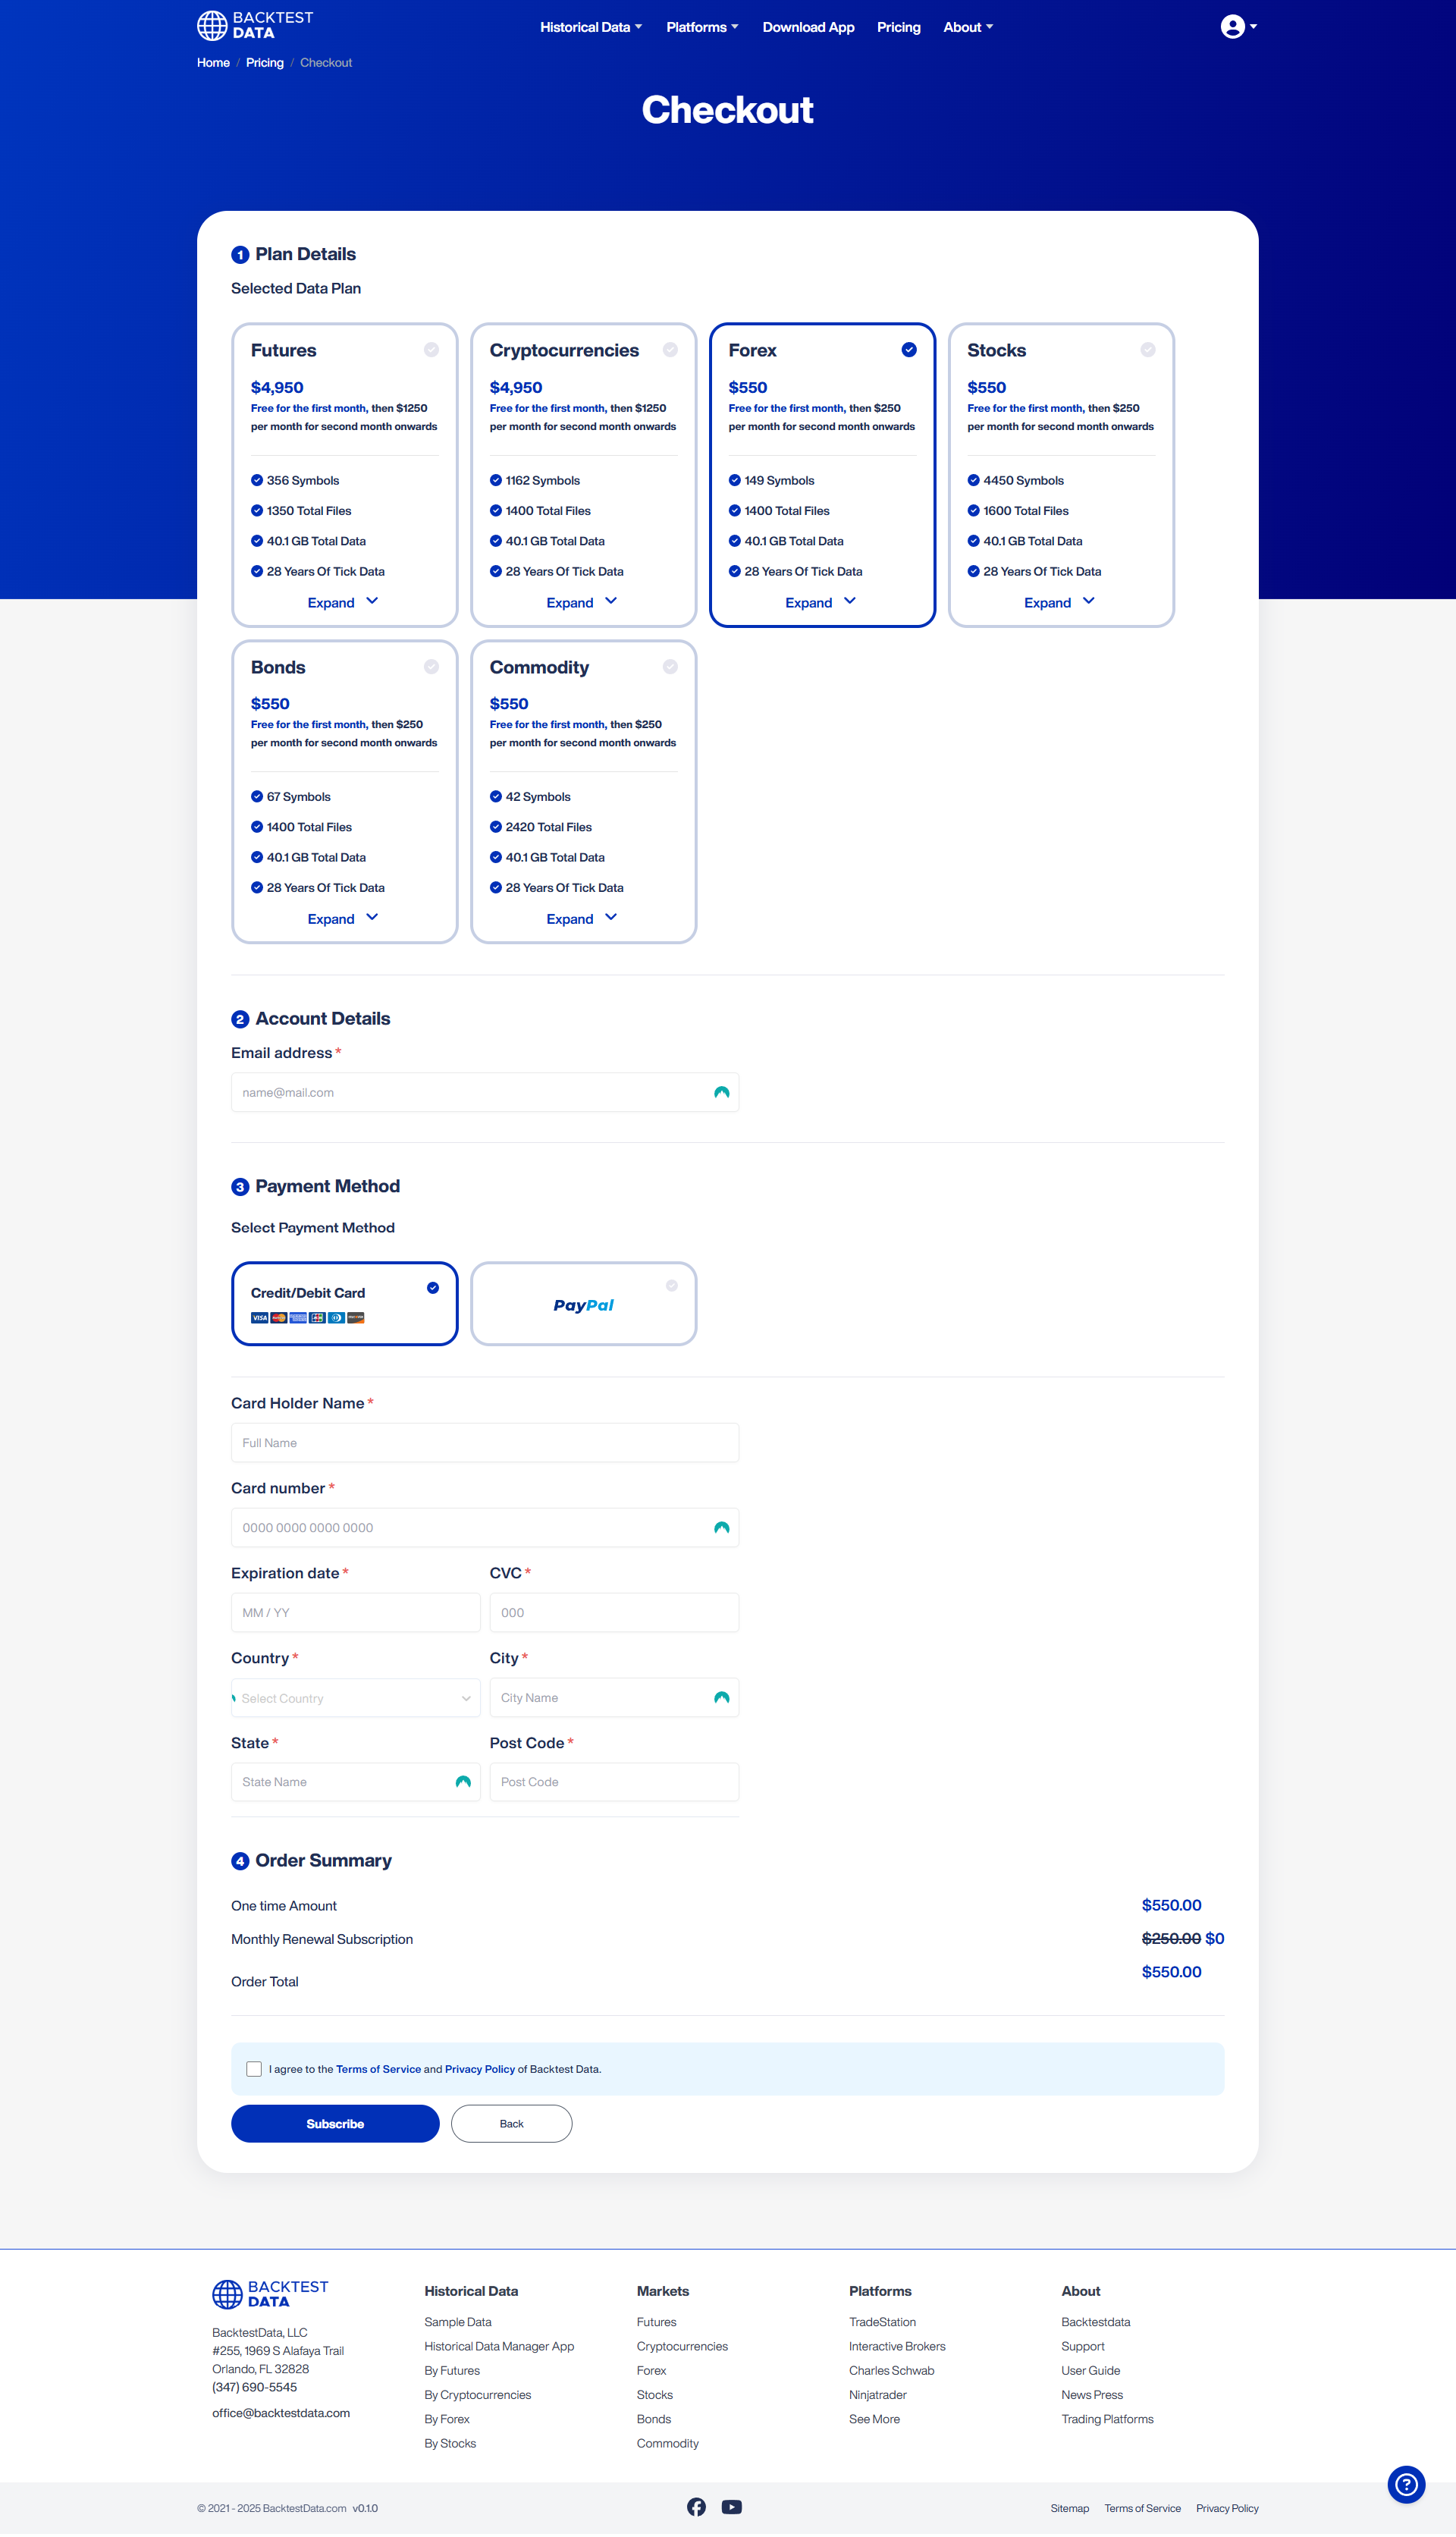 BACKTEST
DATA
Historical Data
Platforms
Download App
Pricing
About
Home / Pricing / Checkout
Checkout
1 Plan Details
Selected Data Plan
Futures
$4,950
Free for the first month, then $1250
per month for second month onwards
356 Symbols
1350 Total Files
40.1 GB Total Data
28 Years Of Tick Data
Expand
Cryptocurrencies
$4,950
Free for the first month, then $1250
per month for second month onwards
1162 Symbols
1400 Total Files
40.1 GB Total Data
28 Years Of Tick Data
Expand
Forex
$550
Free for the first month, then $250
per month for second month onwards
149 Symbols
1400 Total Files
40.1 GB Total Data
28 Years Of Tick Data
Expand
Stocks
$550
Free for the first month, then $250
per month for second month onwards
4450 Symbols
1600 Total Files
40.1 GB Total Data
28 Years Of Tick Data
Expand
Bonds
$550
Free for the first month, then $250
per month for second month onwards
67 Symbols
1400 Total Files
40.1 GB Total Data
28 Years Of Tick Data
Expand
Commodity
$550
Free for the first month, then $250
per month for second month onwards
42 Symbols
2420 Total Files
40.1 GB Total Data
28 Years Of Tick Data
Expand
2 Account Details
Email address *
name@mail.com
3 Payment Method
Select Payment Method
Credit/Debit Card
VISA
PayPal
Card Holder Name *
Full Name
Card number *
0000 0000 0000 0000
Expiration date *
MM / YY
CVC *
000
Country *
Select Country
City *
City Name
State *
State Name
Post Code *
Post Code
4 Order Summary
One time Amount $550.00
Monthly Renewal Subscription $250.00 $0
Order Total $550.00
I agree to the Terms of Service and Privacy Policy of Backtest Data.
Subscribe
Back
BACKTEST
DATA
BacktestData, LLC
#255, 1969 S Alafaya Trail
Orlando, FL 32828
(347) 690-5545
office@backtestdata.com
Historical Data
Sample Data
Historical Data Manager App
By Futures
By Cryptocurrencies
By Forex
By Stocks
Markets
Futures
Cryptocurrencies
Forex
Stocks
Bonds
Commodity
Platforms
TradeStation
Interactive Brokers
Charles Schwab
Ninjatrader
See More
About
Backtestdata
Support
User Guide
News Press
Trading Platforms
?
© 2021 - 2025 BacktestData.com v0.1.0
Sitemap
Terms of Service
Privacy Policy